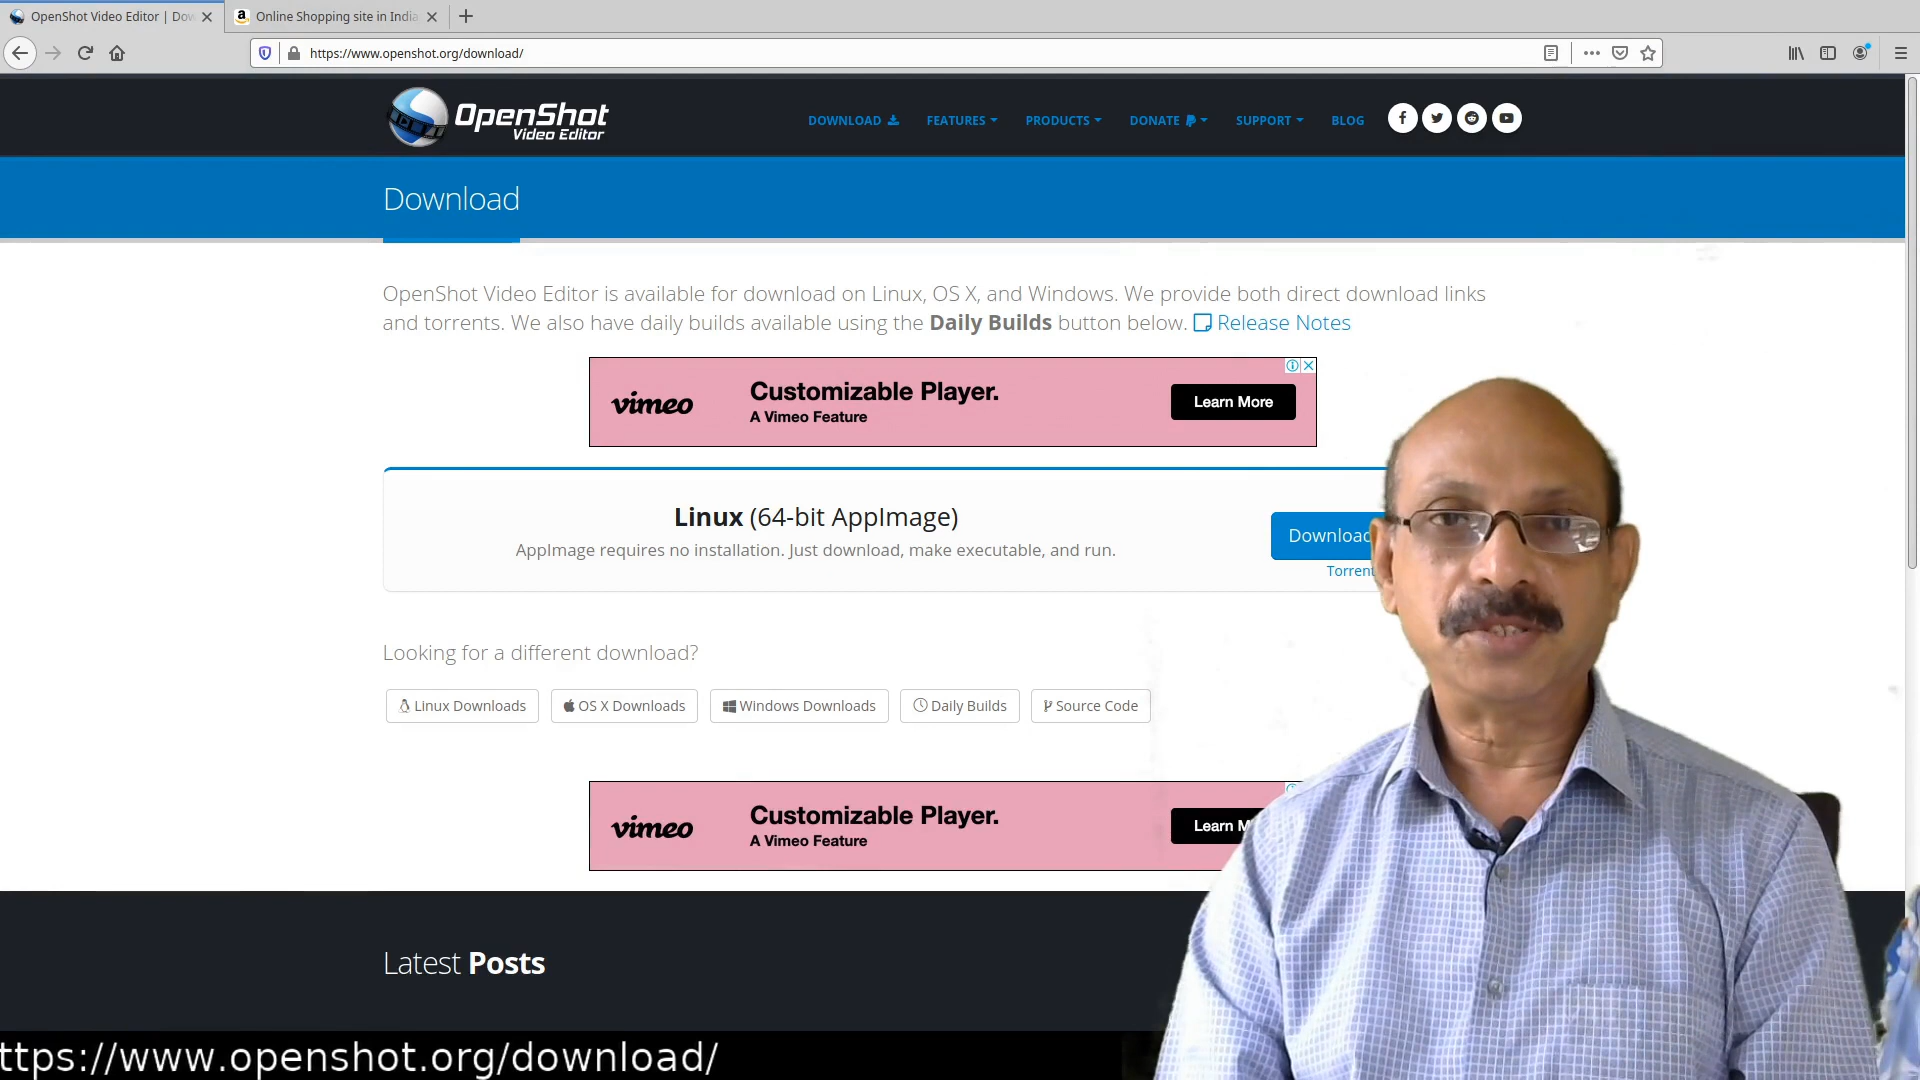 OpenShot Video Editor | Dov
Online Shopping site in India
https://www.openshot.org/download/
OpenShot
Video Editor
DOWNLOAD
FEATURES
PRODUCTS
DONATE
SUPPORT
BLOG
Download
OpenShot Video Editor is available for download on Linux, OS X, and Windows. We provide both direct download links
and torrents. We also have daily builds available using the Daily Builds button below. Release Notes
vimeo
Customizable Player.
A Vimeo Feature
Learn More
Linux (64-bit AppImage)
AppImage requires no installation. Just download, make executable, and run.
Download
Torrent
Looking for a different download?
Linux Downloads
OS X Downloads
Windows Downloads
Daily Builds
Source Code
vimeo
Customizable Player.
A Vimeo Feature
Learn M
Latest Posts
ttps://www.openshot.org/download/